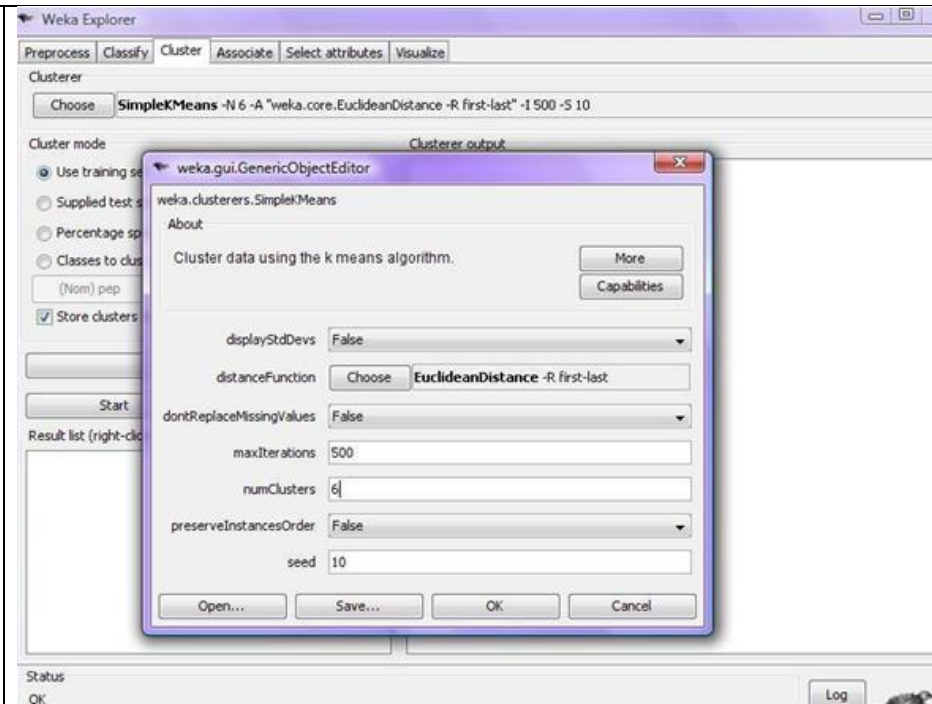 Weka Explorer
Preprocess Classify Cluster Associate Select attributes Visualize
Clusterer
Choose SimpleKMeans -N 6 -A "weka.core.EuclideanDistance -R first-last" -I 500 -S 10
Cluster mode
Clusterer output
Use training se
Supplied test s
Percentage sp
Classes to clus
(Nom) pep
Store clusters
Start
Result list (right-clic
weka.gui.GenericObjectEditor
weka.clusterers.SimpleKMeans
About
Cluster data using the k means algorithm.
More
Capabilities
displayStdDevs False
distanceFunction Choose EuclideanDistance -R first-last
dontReplaceMissingValues False
maxIterations 500
numClusters 6
preserveInstancesOrder False
seed 10
Open... Save... OK Cancel
Status
OK
Log